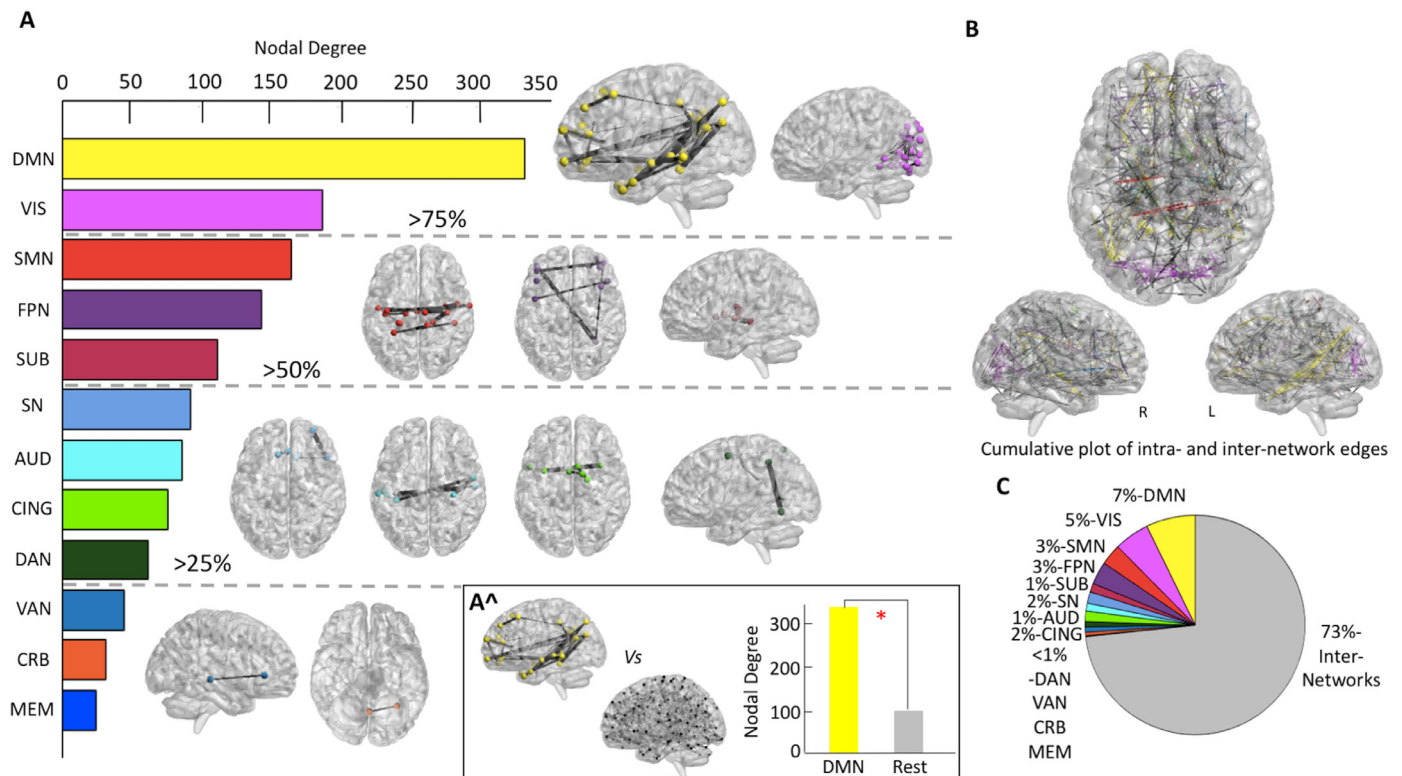 A
Nodal Degree
0 50 100 150 200 250 300 350
DMN
VIS
>75%
SMN
FPN
SUB
>50%
SN
AUD
CING
DAN
>25%
VAN
CRB
MEM
A^
Vs
Nodal Degree
300
200
100
0
DMN Rest
*
B
R L
Cumulative plot of intra- and inter-network edges
C
7%-DMN
5%-VIS
3%-SMN
3%-FPN
1%-SUB
2%-SN
1%-AUD
2%-CING
<1%
-DAN
VAN
CRB
MEM
73%-
Inter-
Networks